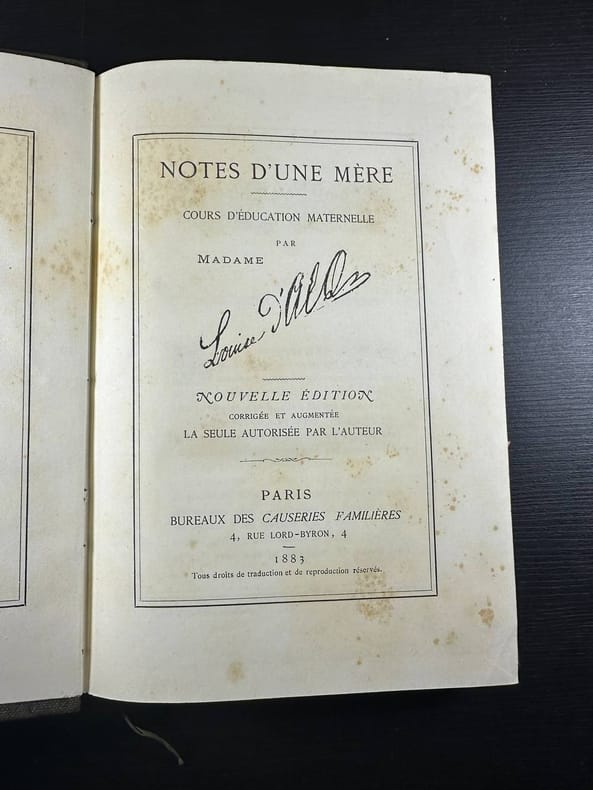 NOTES D'UNE MÈRE
COURS D'ÉDUCATION MATERNELLE
PAR
MADAME
Louise d'Alq
NOUVELLE ÉDITION
CORRIGÉE ET AUGMENTÉE
LA SEULE AUTORISÉE PAR L'AUTEUR
PARIS
BUREAUX DES CAUSERIES FAMILIÈRES
4, RUE LORD-BYRON, 4
1883
Tous droits de traduction et de reproduction réservés.